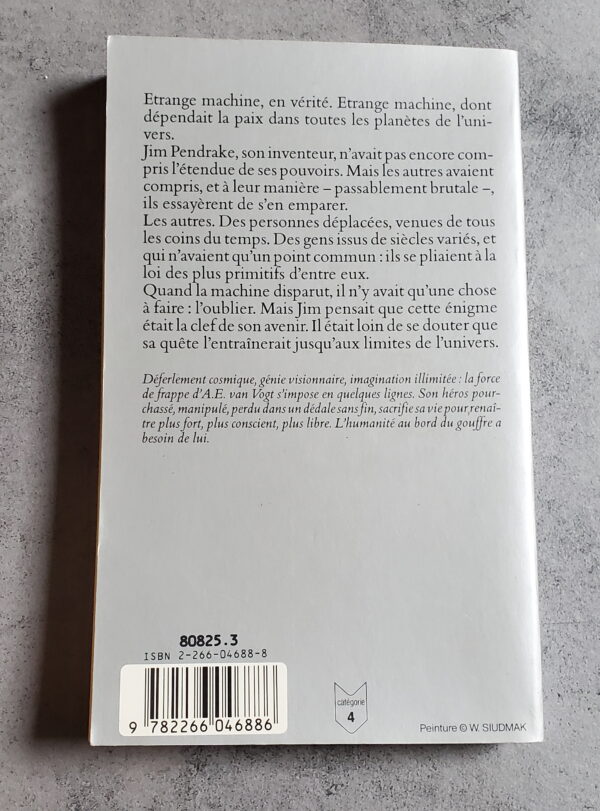 Etrange machine, en vérité. Etrange machine, dont
dépendait la paix dans toutes les planètes de l'uni-
vers.
Jim Pendrake, son inventeur, n'avait pas encore com-
pris l'étendue de ses pouvoirs. Mais les autres avaient
compris, et à leur manière – passablement brutale –,
ils essayèrent de s'en emparer.
Les autres. Des personnes déplacées, venues de tous
les coins du temps. Des gens issus de siècles variés, et
qui n'avaient qu'un point commun : ils se pliaient à la
loi des plus primitifs d'entre eux.
Quand la machine disparut, il n'y avait qu'une chose
à faire : l'oublier. Mais Jim pensait que cette énigme
était la clef de son avenir. Il était loin de se douter que
sa quête l'entraînerait jusqu'aux limites de l'univers.
Déferlement cosmique, génie visionnaire, imagination illimitée : la force
de frappe d'A.E. van Vogt s'impose en quelques lignes. Son héros pour-
chassé, manipulé, perdu dans un dédale sans fin, sacrifie sa vie pour renaî-
tre plus fort, plus conscient, plus libre. L'humanité au bord du gouffre a
besoin de lui.
80825.3
ISBN 2-266-04688-8
9 782266 046886
catégorie
4
Peinture © W. SIUDMAK